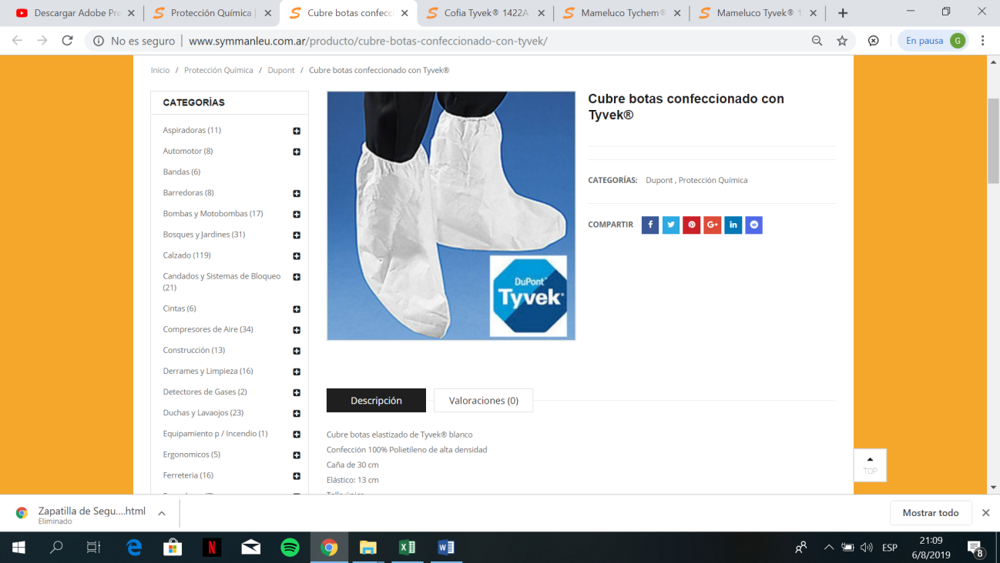 Descargar Adobe Pre
Protección Química |
Cubre botas confecc
Cofia Tyvek® 1422A
Mameluco Tychem®
Mameluco Tyvek® 1
No es seguro | www.symmanleu.com.ar/producto/cubre-botas-confeccionado-con-tyvek/
En pausa G
Inicio / Protección Química / Dupont / Cubre botas confeccionado con Tyvek®
CATEGORÍAS
Aspiradoras (11)
Automotor (8)
Bandas (6)
Barredoras (8)
Bombas y Motobombas (17)
Bosques y Jardines (31)
Calzado (119)
Candados y Sistemas de Bloqueo
(21)
Cintas (6)
Compresores de Aire (34)
Construcción (13)
Derrames y Limpieza (16)
Detectores de Gases (2)
Duchas y Lavaojos (23)
Equipamiento p / Incendio (1)
Ergonomicos (5)
Ferreteria (16)
DuPont™
Tyvek®
Cubre botas confeccionado con
Tyvek®
CATEGORÍAS: Dupont , Protección Química
COMPARTIR
Descripción
Valoraciones (0)
Cubre botas elastizado de Tyvek® blanco
Confección 100% Polietileno de alta densidad
Caña de 30 cm
Elástico: 13 cm
Talle único
TOP
Zapatilla de Segu....html
Eliminado
Mostrar todo
ESP
21:09
6/8/2019
8